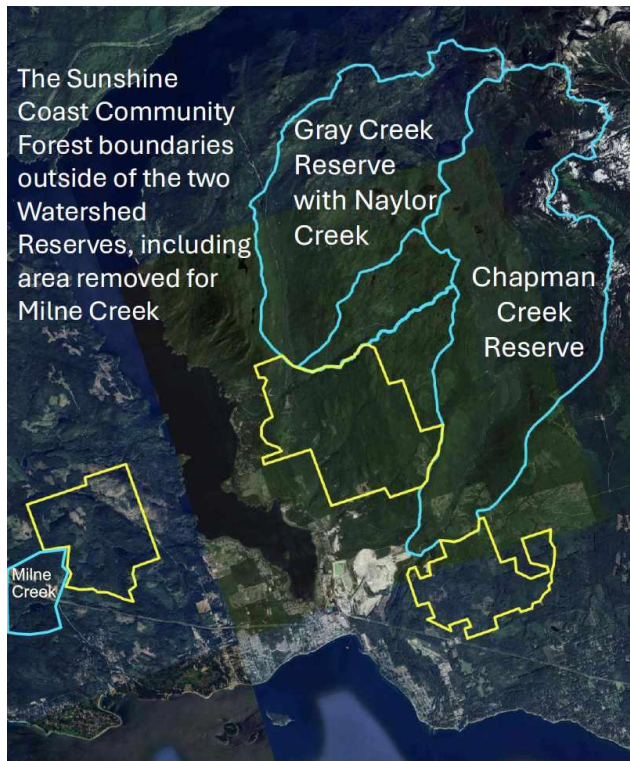 The Sunshine
Coast Community
Forest boundaries
outside of the two
Watershed
Reserves, including
area removed for
Milne Creek
Gray Creek
Reserve
with Naylor
Creek
Chapman
Creek
Reserve
Milne
Creek